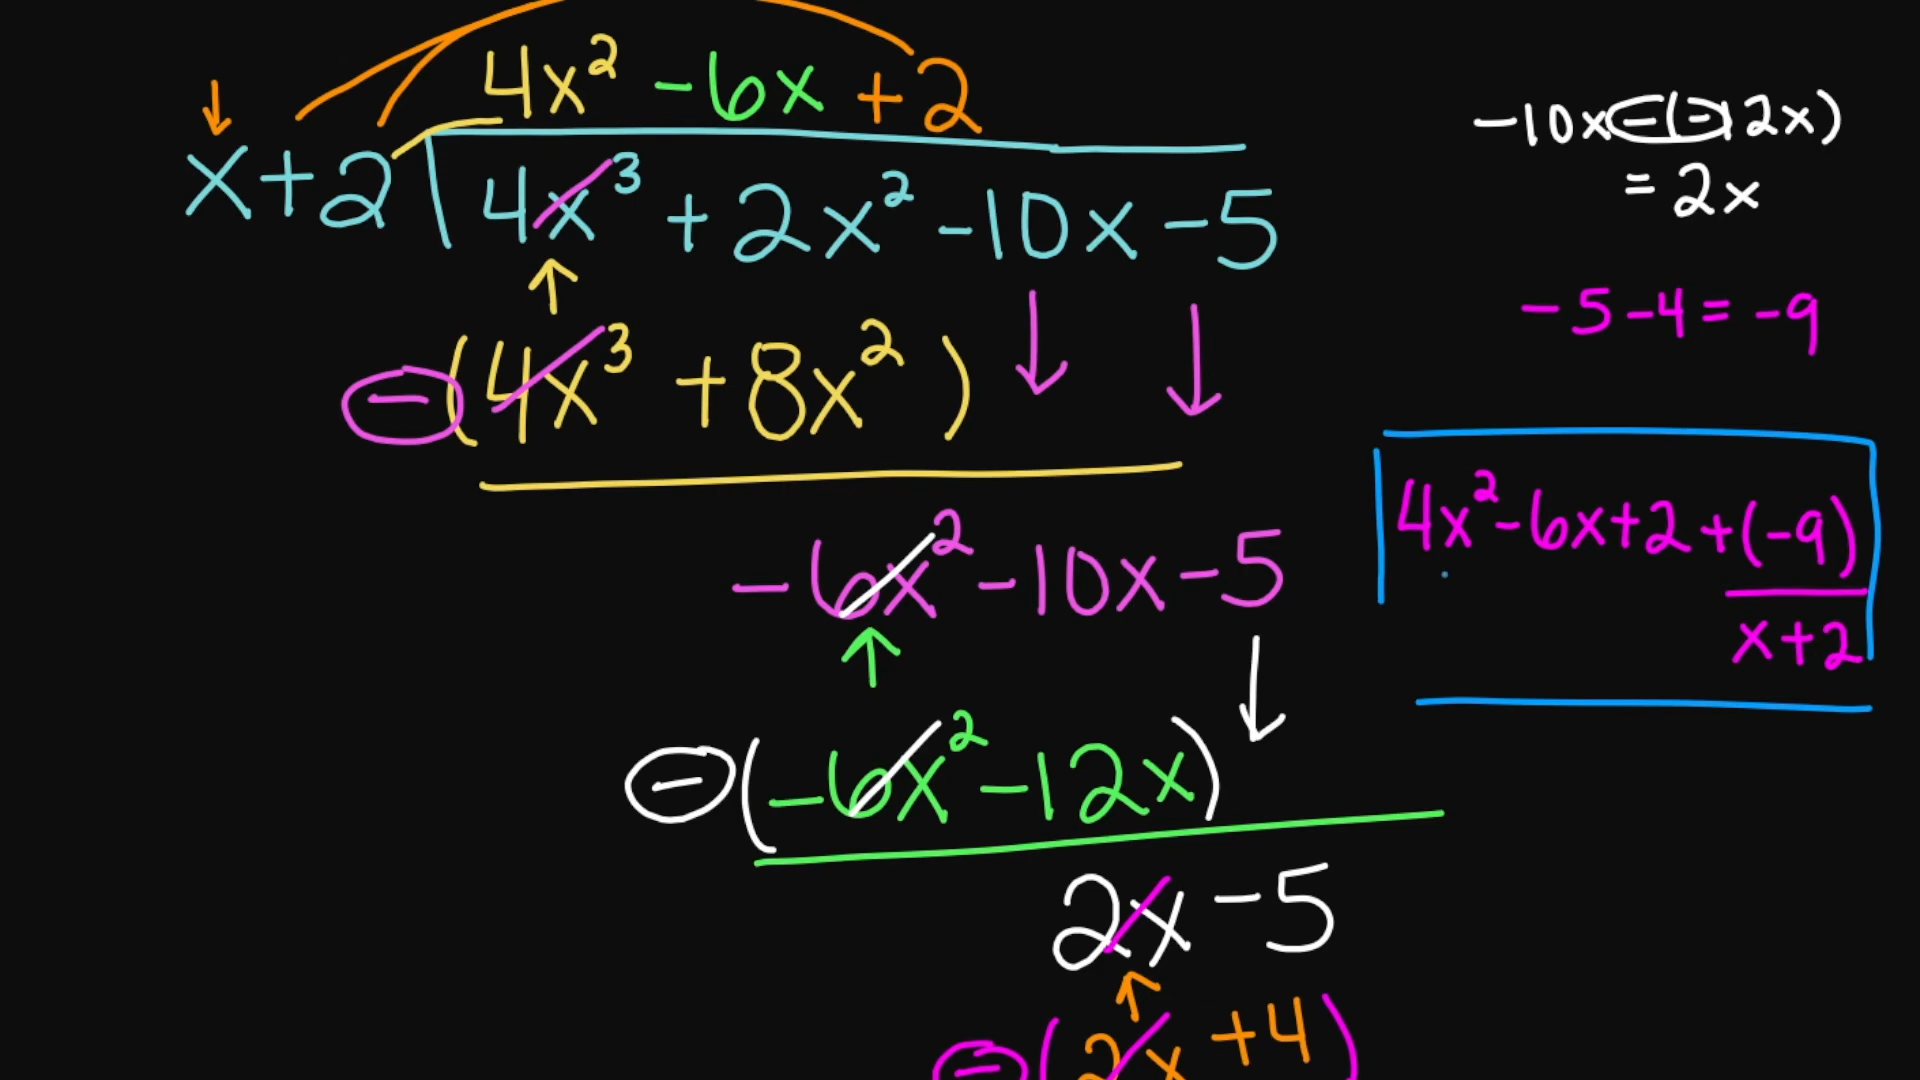 4x² -6x +2
x+2 4x³ +2x² -10x -5
-(4x³ +8x²)
-6x² -10x -5
-(-6x² -12x)
2x -5
-(2x +4)
-10x -(-12x)
= 2x
-5-4 = -9
4x² -6x+2 +(-9)
x+2